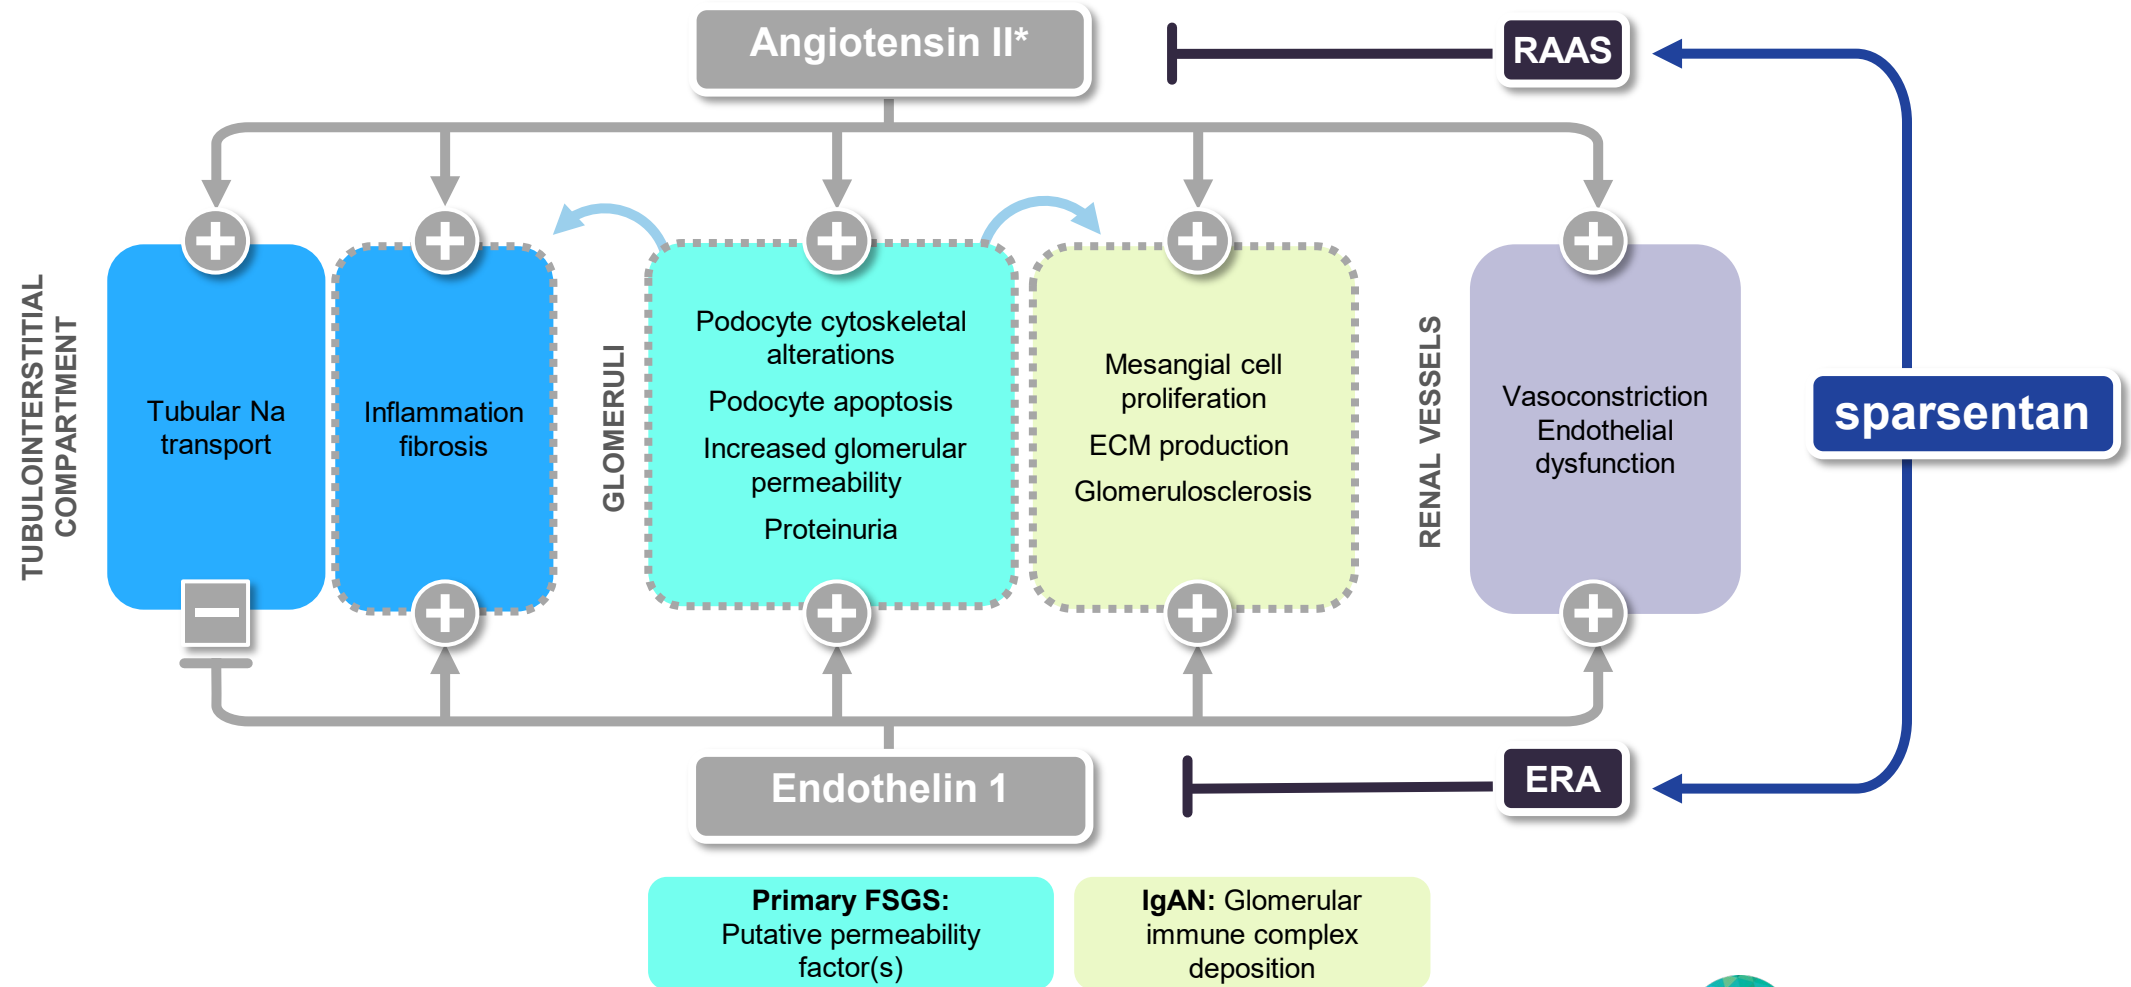 Angiotensin II*
RAAS
TUBULOINTERSTITIAL
COMPARTMENT
Tubular Na
transport
Inflammation
fibrosis
GLOMERULI
Podocyte cytoskeletal
alterations
Podocyte apoptosis
Increased glomerular
permeability
Proteinuria
Mesangial cell
proliferation
ECM production
Glomerulosclerosis
RENAL VESSELS
Vasoconstriction
Endothelial
dysfunction
sparsentan
Endothelin 1
ERA
Primary FSGS:
Putative permeability
factor(s)
IgAN: Glomerular
immune complex
deposition